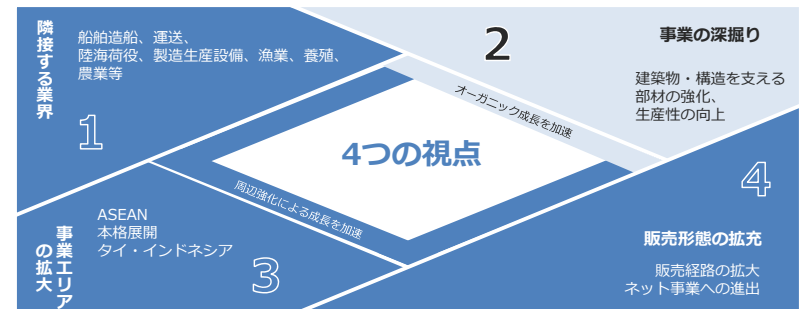 隣接する業界
船舶造船、運送、
陸海荷役、製造生産設備、漁業、養殖、
農業等
1
2
事業の深掘り
建築物・構造を支える
部材の強化、
生産性の向上
オーガニック成長を加速
4つの視点
周辺強化による成長を加速
事業エリア
の拡大
ASEAN
本格展開
タイ・インドネシア
3
4
販売形態の拡充
販売経路の拡大
ネット事業への進出